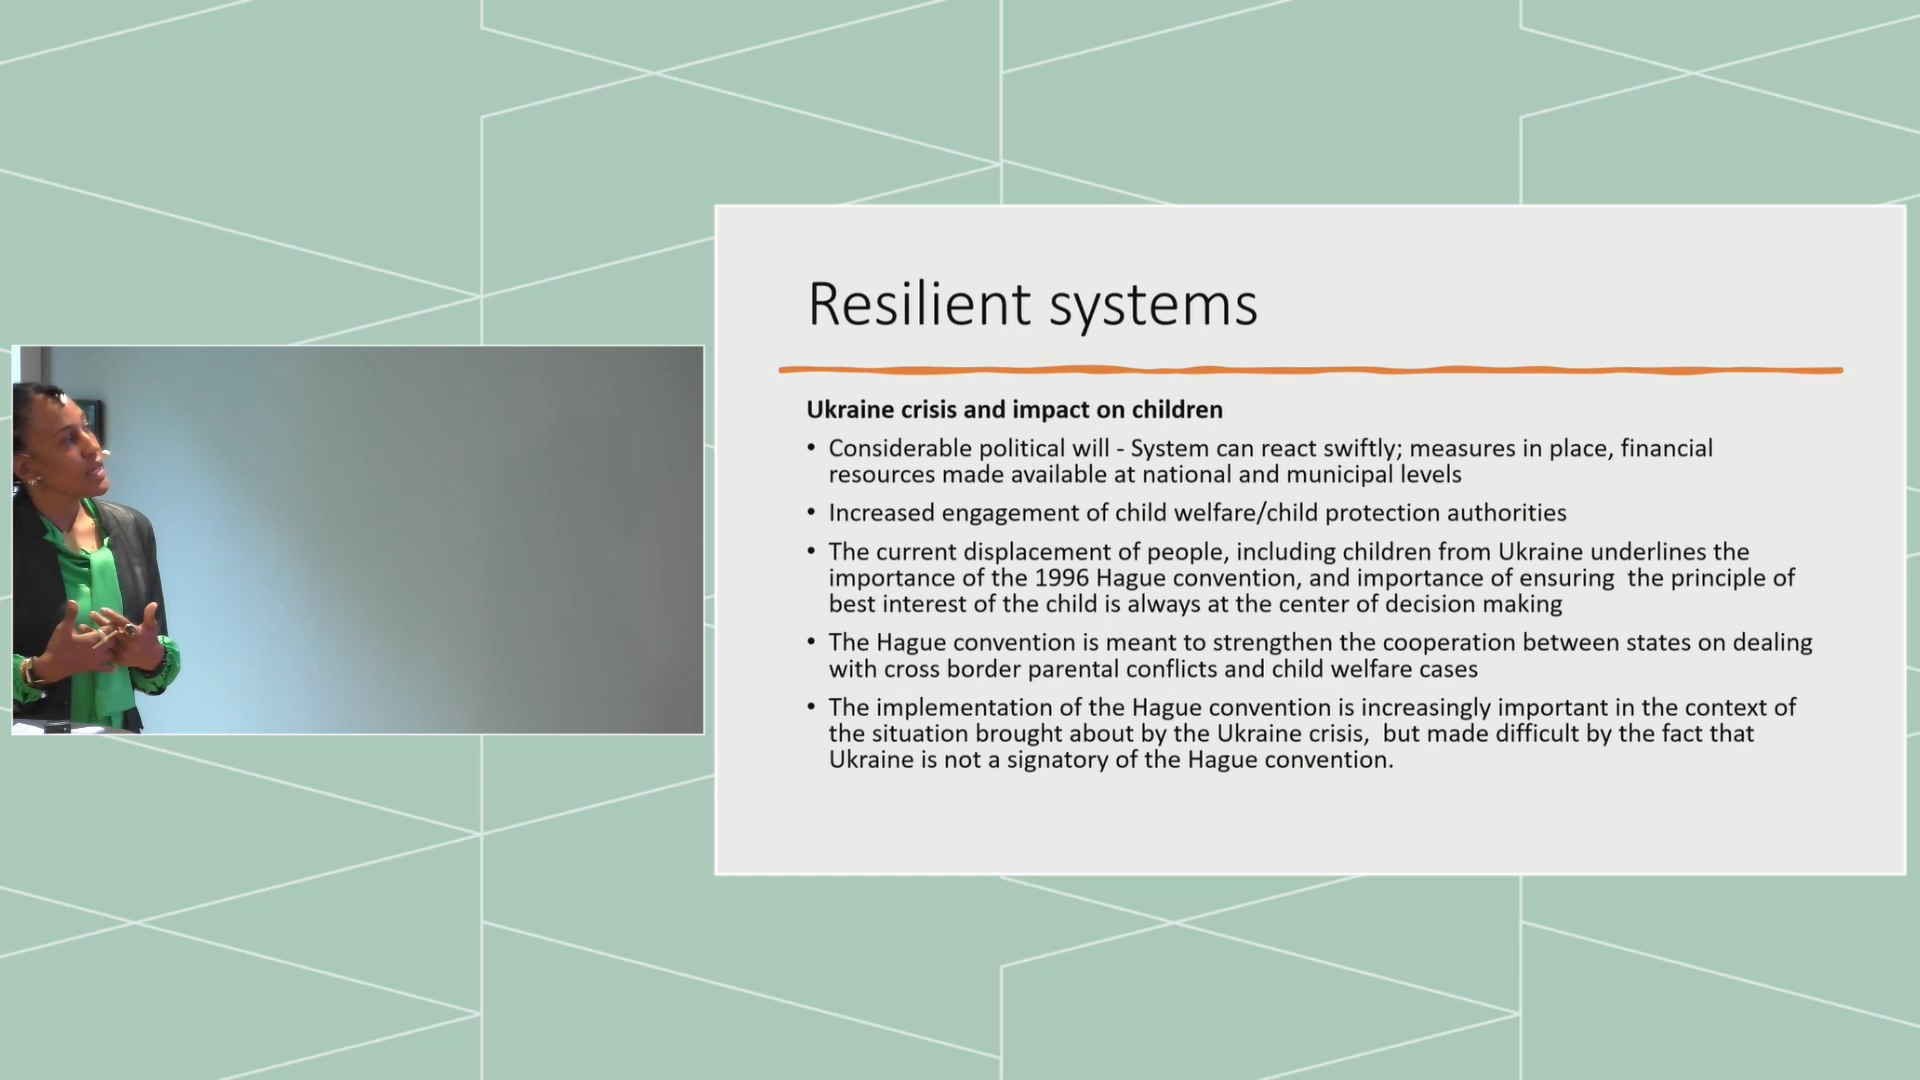 Resilient systems
Ukraine crisis and impact on children
• Considerable political will - System can react swiftly; measures in place, financial
resources made available at national and municipal levels
• Increased engagement of child welfare/child protection authorities
• The current displacement of people, including children from Ukraine underlines the
importance of the 1996 Hague convention, and importance of ensuring  the principle of
best interest of the child is always at the center of decision making
• The Hague convention is meant to strengthen the cooperation between states on dealing
with cross border parental conflicts and child welfare cases
• The implementation of the Hague convention is increasingly important in the context of
the situation brought about by the Ukraine crisis,  but made difficult by the fact that
Ukraine is not a signatory of the Hague convention.